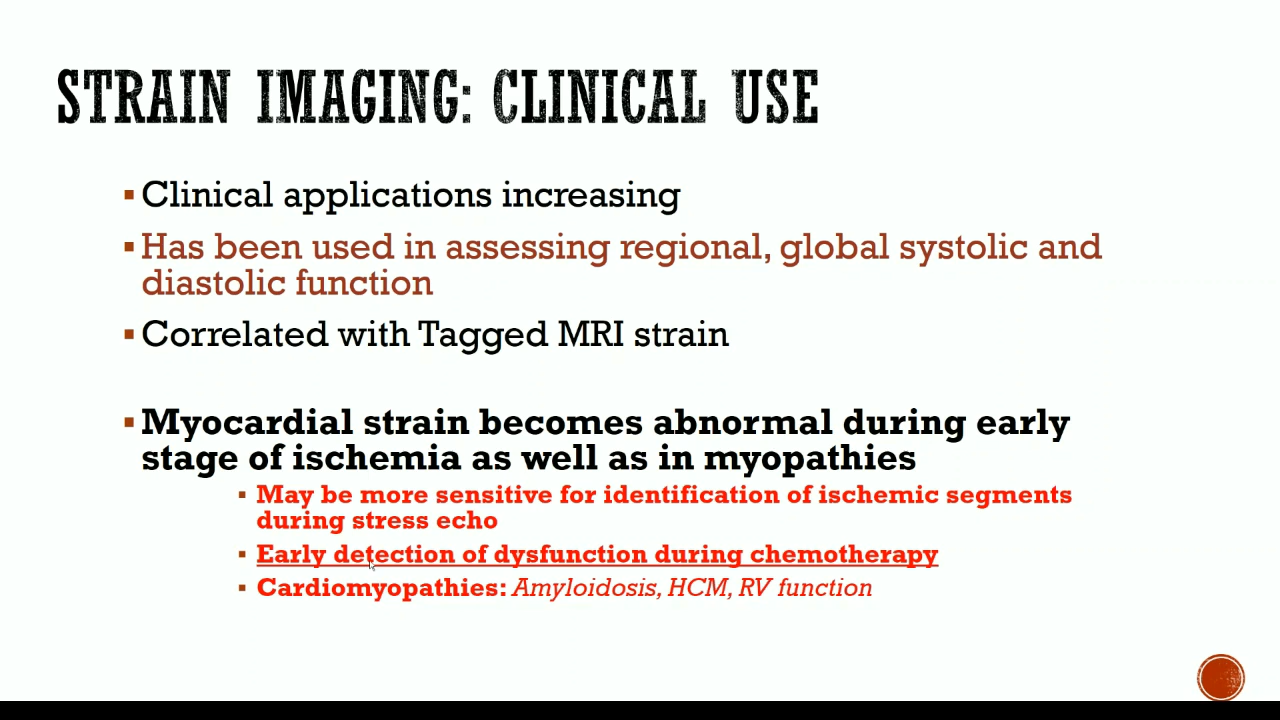 STRAIN IMAGING: CLINICAL USE
▪ Clinical applications increasing
▪ Has been used in assessing regional, global systolic and
diastolic function
▪ Correlated with Tagged MRI strain
▪ Myocardial strain becomes abnormal during early
stage of ischemia as well as in myopathies
▪ May be more sensitive for identification of ischemic segments
during stress echo
▪ Early detection of dysfunction during chemotherapy
▪ Cardiomyopathies: Amyloidosis, HCM, RV function